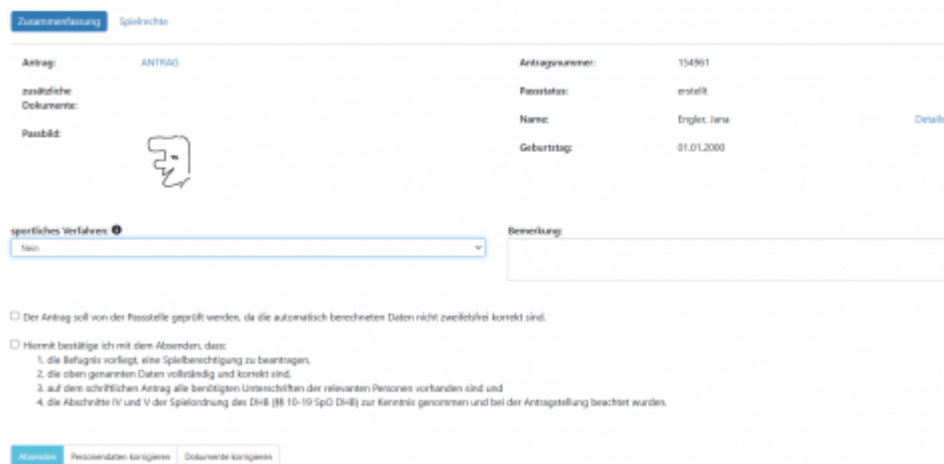 Zusammenfassung Spielrechte
Antrag: ANTRAG Antragsnummer: 154961
zusätzliche Passstatus: erstellt
Dokumente:
Name: Engler, Jana Details
Passbild:
Geburtstag: 01.01.2000
sportliches Verfahren: Bemerkung:
Nein
Der Antrag soll von der Passstelle geprüft werden, da die automatisch berechneten Daten nicht zweifelsfrei korrekt sind.
Hiermit bestätige ich mit dem Absenden, dass:
1. die Befugnis vorliegt, eine Spielberechtigung zu beantragen,
2. die oben genannten Daten vollständig und korrekt sind,
3. auf dem schriftlichen Antrag alle benötigten Unterschriften der relevanten Personen vorhanden sind und
4. die Abschnitte IV und V der Spielordnung des DHB (§§ 10-19 SpO DHB) zur Kenntnis genommen und bei der Antragstellung beachtet wurden.
Absenden Personendaten korrigieren Dokumente korrigieren